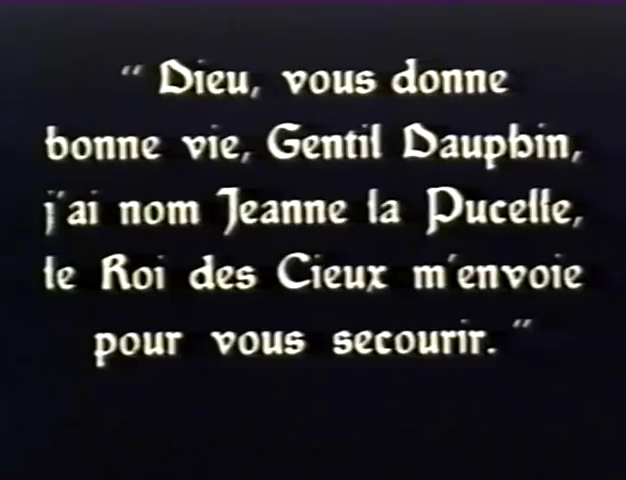 “ Dieu, vous donne
bonne vie, Gentil Dauphin,
j'ai nom Jeanne la Pucelle,
le Roi des Cieux m'envoie
pour vous secourir. ”